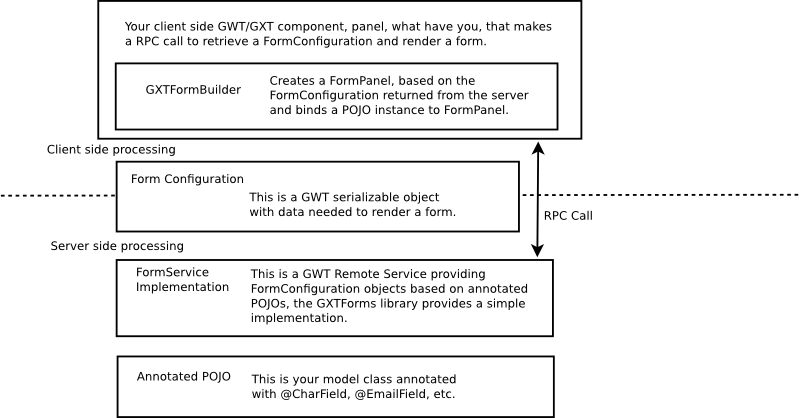 Your client side GWT/GXT component, panel, what have you, that makes
a RPC call to retrieve a FormConfiguration and render a form.
GXTFormBuilder
Creates a FormPanel, based on the
FormConfiguration returned from the server
and binds a POJO instance to FormPanel.
Client side processing
Form Configuration
This is a GWT serializable object
with data needed to render a form.
RPC Call
Server side processing
FormService
Implementation
This is a GWT Remote Service providing
FormConfiguration objects based on annotated
POJOs, the GXTForms library provides a simple
implementation.
Annotated POJO
This is your model class annotated
with @CharField, @EmailField, etc.